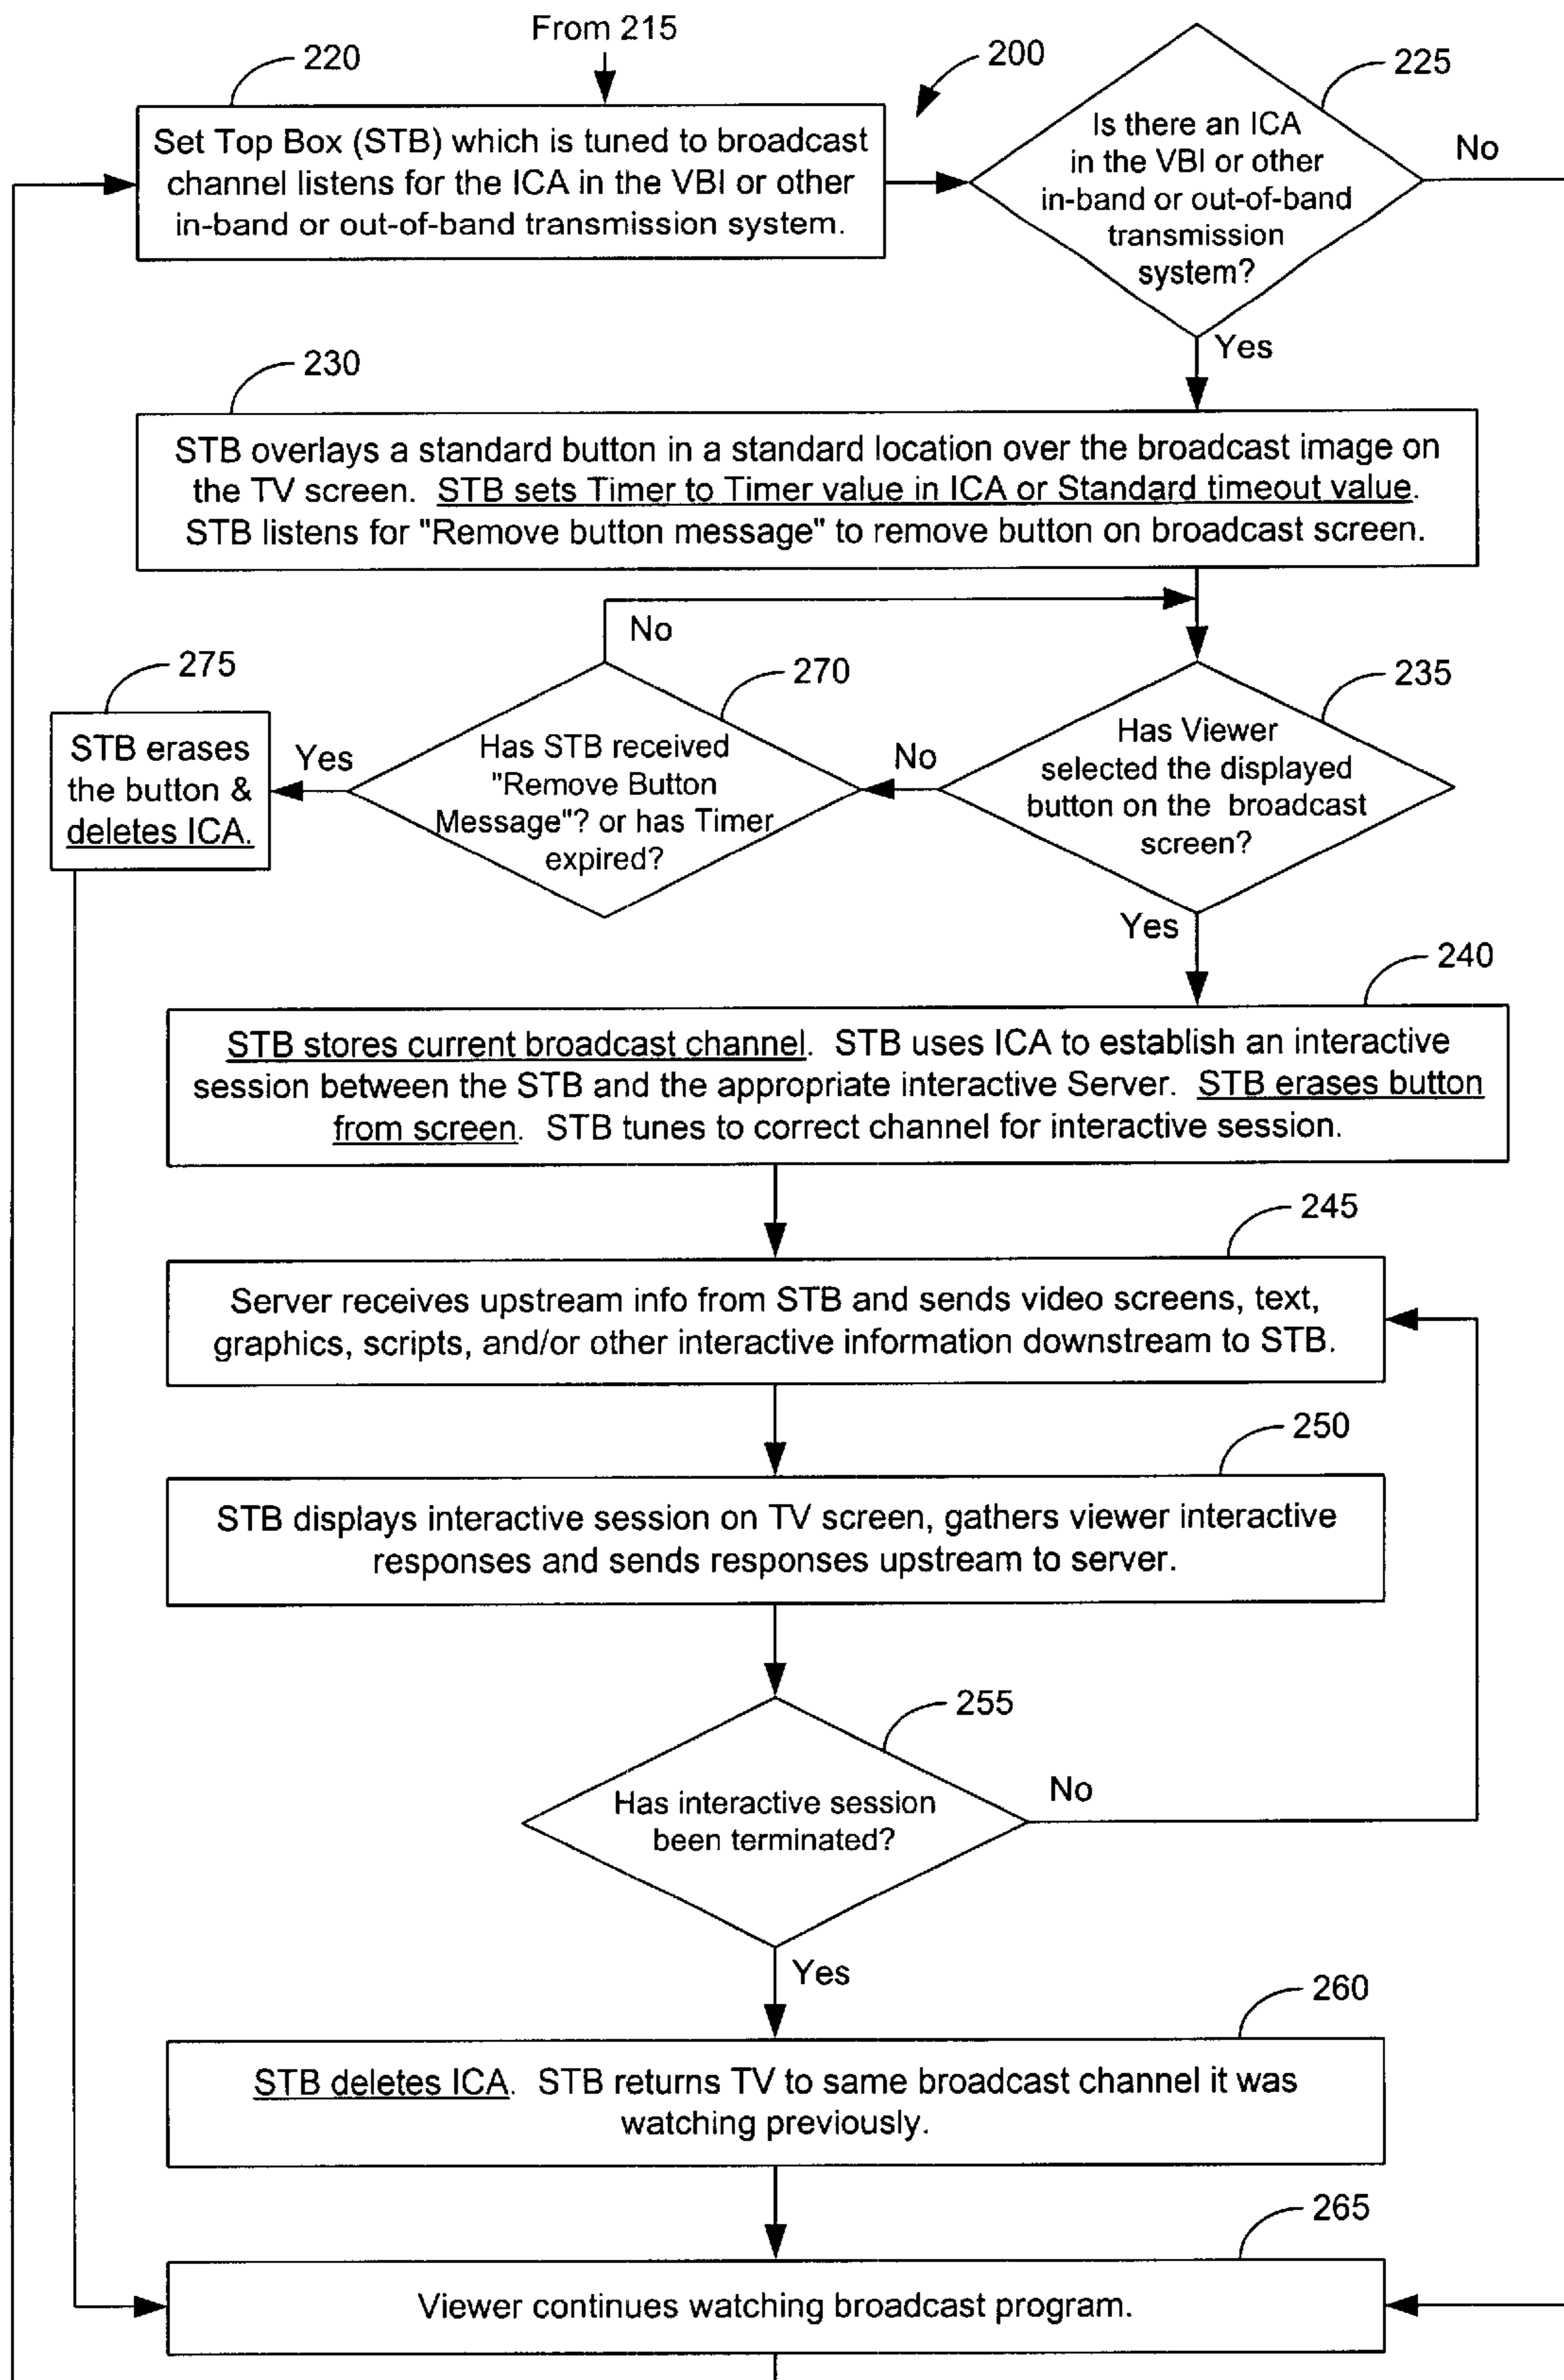 From 215
220
200
225
Set Top Box (STB) which is tuned to broadcast
channel listens for the ICA in the VBI or other
in-band or out-of-band transmission system.
Is there an ICA
in the VBI or other
in-band or out-of-band
transmission
system?
No
Yes
230
STB overlays a standard button in a standard location over the broadcast image on
the TV screen. STB sets Timer to Timer value in ICA or Standard timeout value.
STB listens for "Remove button message" to remove button on broadcast screen.
No
275
270
235
STB erases
the button &
deletes ICA.
Yes
Has STB received
"Remove Button
Message"? or has Timer
expired?
No
Has Viewer
selected the displayed
button on the broadcast
screen?
Yes
240
STB stores current broadcast channel. STB uses ICA to establish an interactive
session between the STB and the appropriate interactive Server. STB erases button
from screen. STB tunes to correct channel for interactive session.
245
Server receives upstream info from STB and sends video screens, text,
graphics, scripts, and/or other interactive information downstream to STB.
250
STB displays interactive session on TV screen, gathers viewer interactive
responses and sends responses upstream to server.
255
Has interactive session
been terminated?
No
Yes
260
STB deletes ICA. STB returns TV to same broadcast channel it was
watching previously.
265
Viewer continues watching broadcast program.